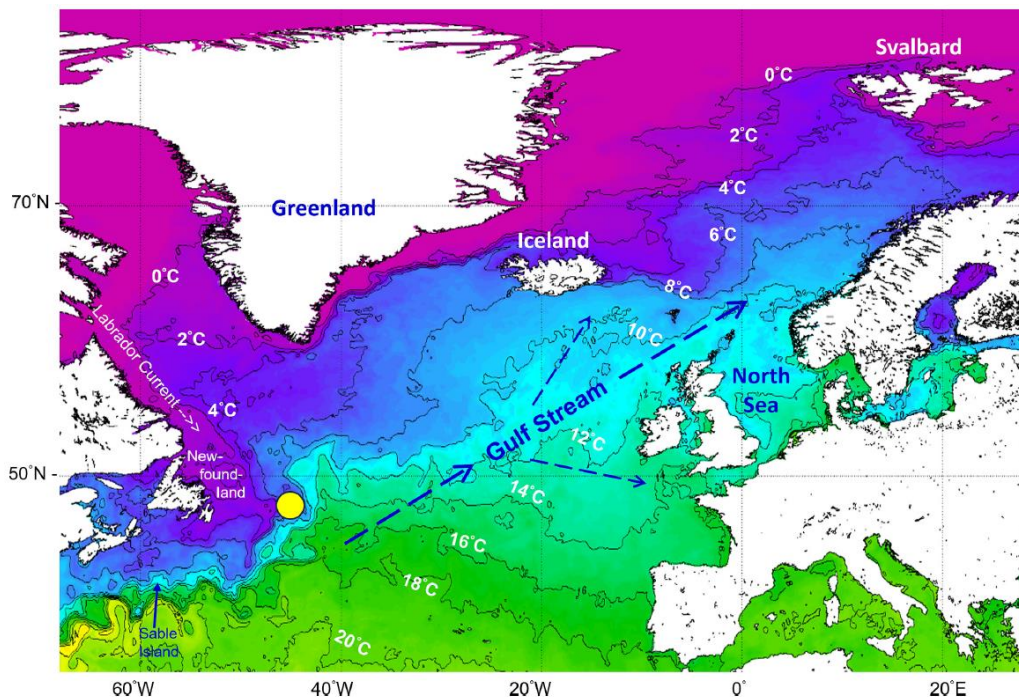 Svalbard
0°C
2°C
70°N
4°C
Greenland
6°C
Iceland
0°C
8°C
Labrador Current -->>
10°C
2°C
North
Sea
4°C
Gulf Stream
12°C
New-
found-
land
50°N
14°C
16°C
18°C
Sable
Island
20°C
60°W
40°W
20°W
0°
20°E